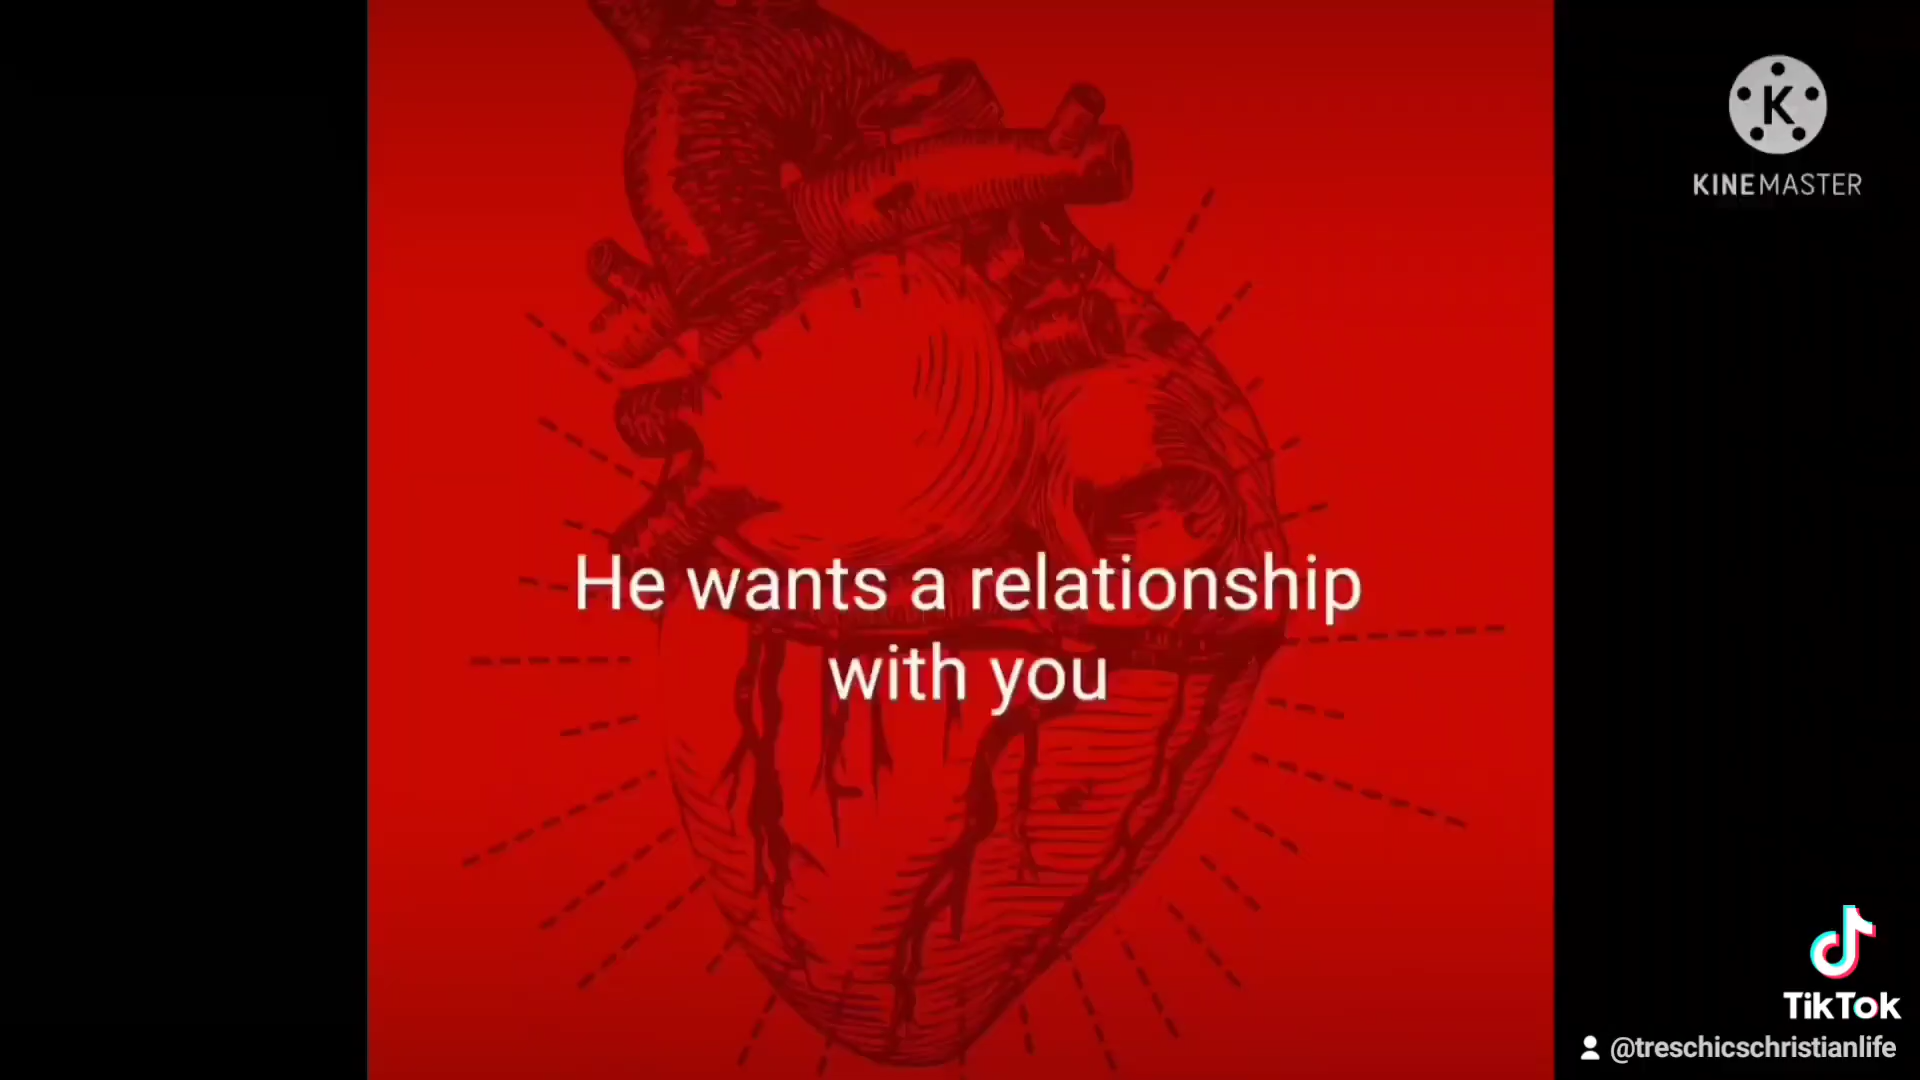 K
KINEMASTER
He wants a relationship
with you
TikTok
@treschicschristianlife